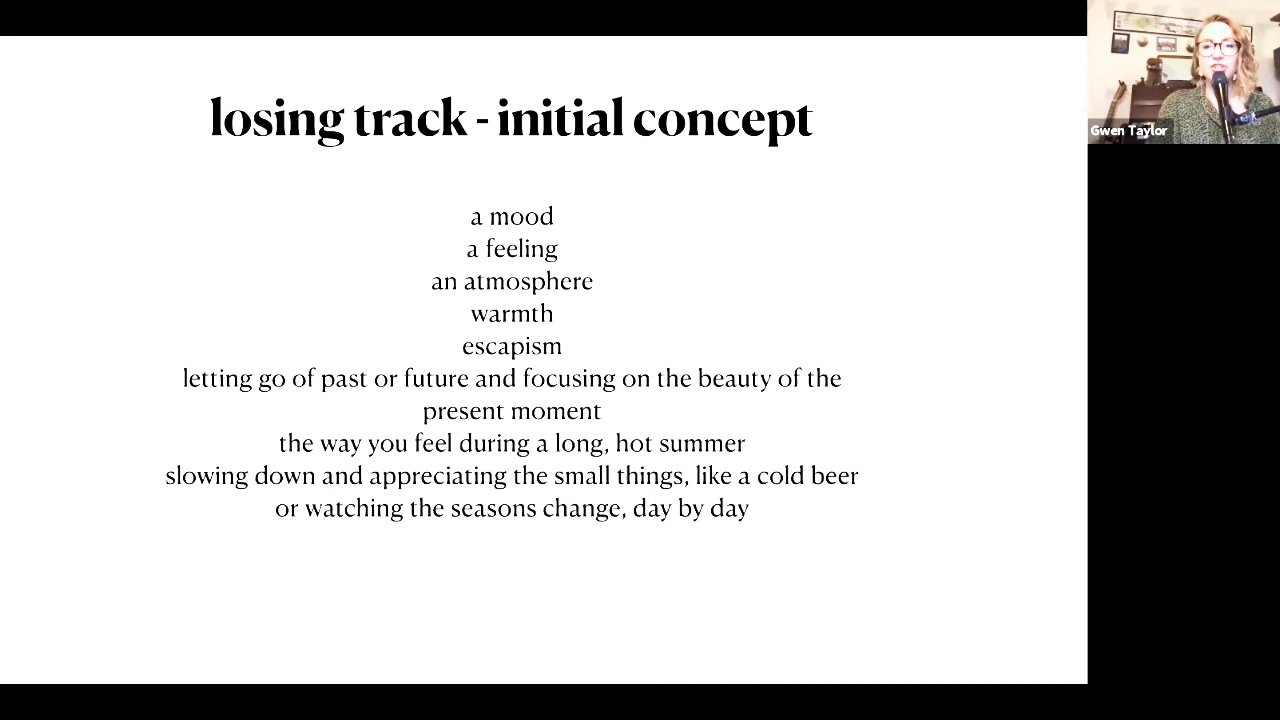 losing track - initial concept
a mood
a feeling
an atmosphere
warmth
escapism
letting go of past or future and focusing on the beauty of the
present moment
the way you feel during a long, hot summer
slowing down and appreciating the small things, like a cold beer
or watching the seasons change, day by day
Gwen Taylor